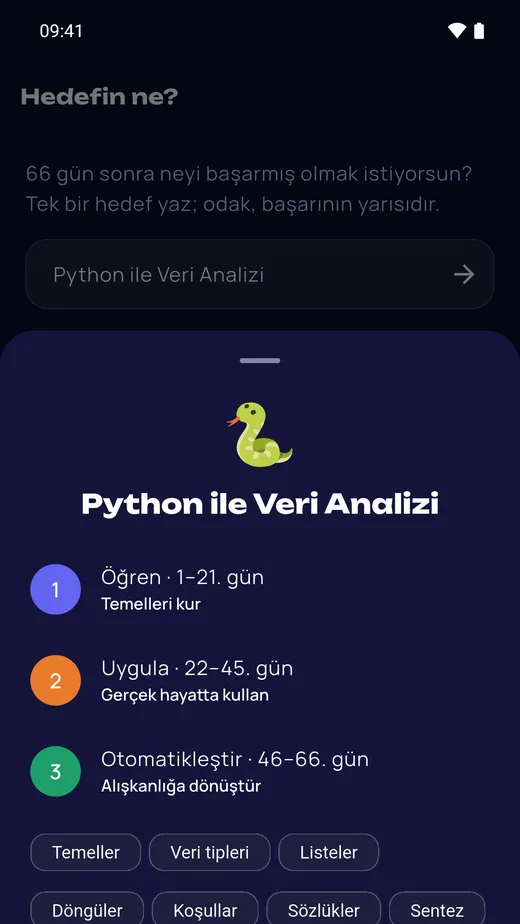 09:41
Hedefin ne?
66 gün sonra neyi başarmış olmak istiyorsun?
Tek bir hedef yaz; odak, başarının yarısıdır.
Python ile Veri Analizi
Python ile Veri Analizi
1
Öğren · 1–21. gün
Temelleri kur
2
Uygula · 22–45. gün
Gerçek hayatta kullan
3
Otomatikleştir · 46–66. gün
Alışkanlığa dönüştür
Temeller Veri tipleri Listeler
Döngüler Koşullar Sözlükler Sentez